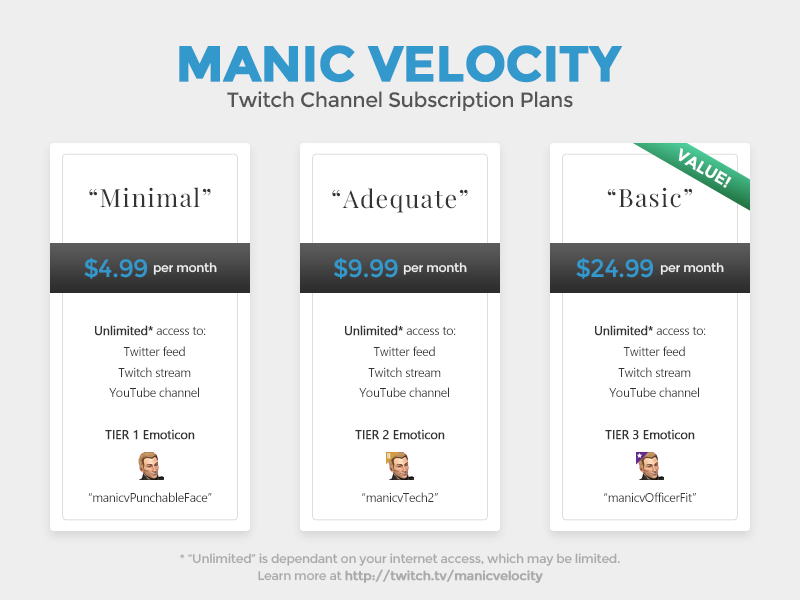 MANIC VELOCITY
Twitch Channel Subscription Plans
“Minimal”
$4.99 per month
Unlimited* access to:
Twitter feed
Twitch stream
YouTube channel
TIER 1 Emoticon
“manicvPunchableFace”
“Adequate”
$9.99 per month
Unlimited* access to:
Twitter feed
Twitch stream
YouTube channel
TIER 2 Emoticon
“manicvTech2”
VALUE!
“Basic”
$24.99 per month
Unlimited* access to:
Twitter feed
Twitch stream
YouTube channel
TIER 3 Emoticon
“manicvOfficerFit”
* “Unlimited” is dependant on your internet access, which may be limited.
Learn more at http://twitch.tv/manicvelocity